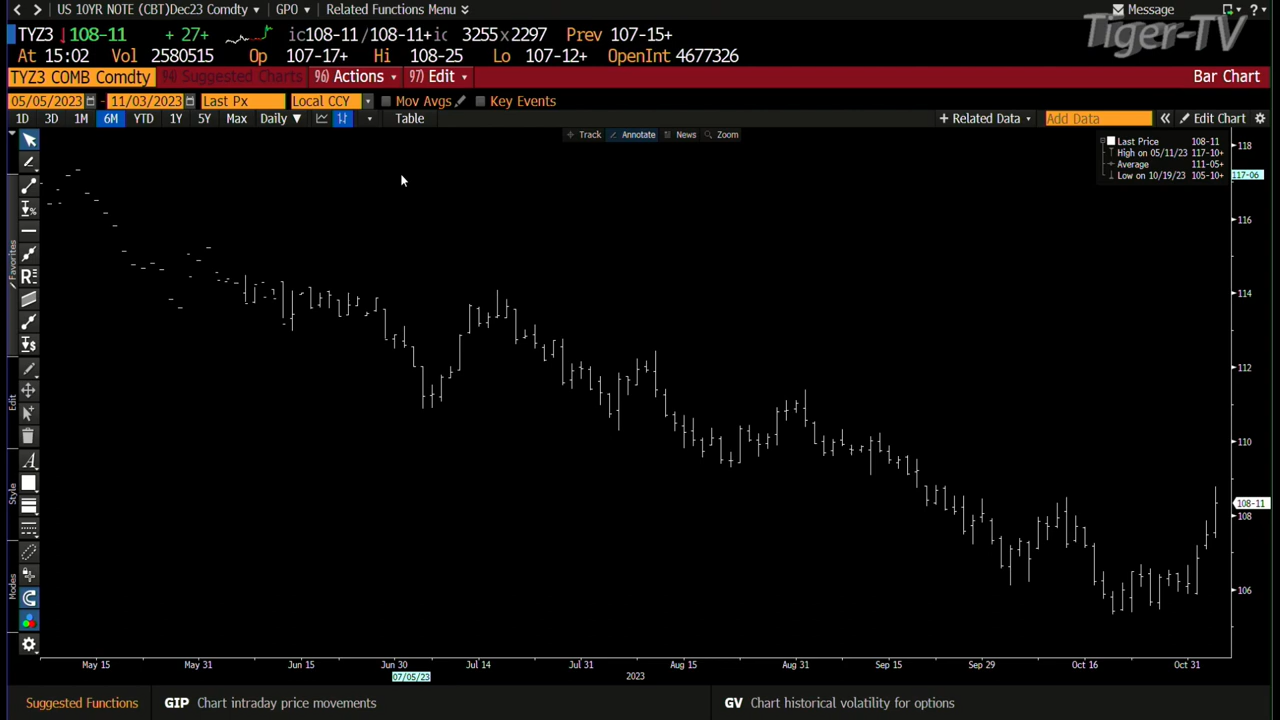 US 10YR NOTE (CBT)Dec23 Comdty GPO Related Functions Menu Message
Tiger-TV
TYZ3 108-11 + 27+ ic108-11/108-11+ic 3255x2297 Prev 107-15+
At 15:02 Vol 2580515 Op 107-17+ Hi 108-25 Lo 107-12+ OpenInt 4677326
TYZ3 COMB Comdty 94) Suggested Charts 96) Actions 97) Edit Bar Chart
05/05/2023 - 11/03/2023 Last Px Local CCY Mov Avgs Key Events
1D 3D 1M 6M YTD 1Y 5Y Max Daily ▼ Table + Related Data Add Data « Edit Chart
Track Annotate News Zoom
Last Price 108-11
High on 05/11/23 117-10+
Average 111-05+
Low on 10/19/23 105-10+
118
117-06
116
114
112
110
108-11
108
106
Favorites
Edit
Style
Modes
May 15 May 31 Jun 15 Jun 30 Jul 14 Jul 31 Aug 15 Aug 31 Sep 15 Sep 29 Oct 16 Oct 31
07/05/23 2023
Suggested Functions GIP Chart intraday price movements GV Chart historical volatility for options